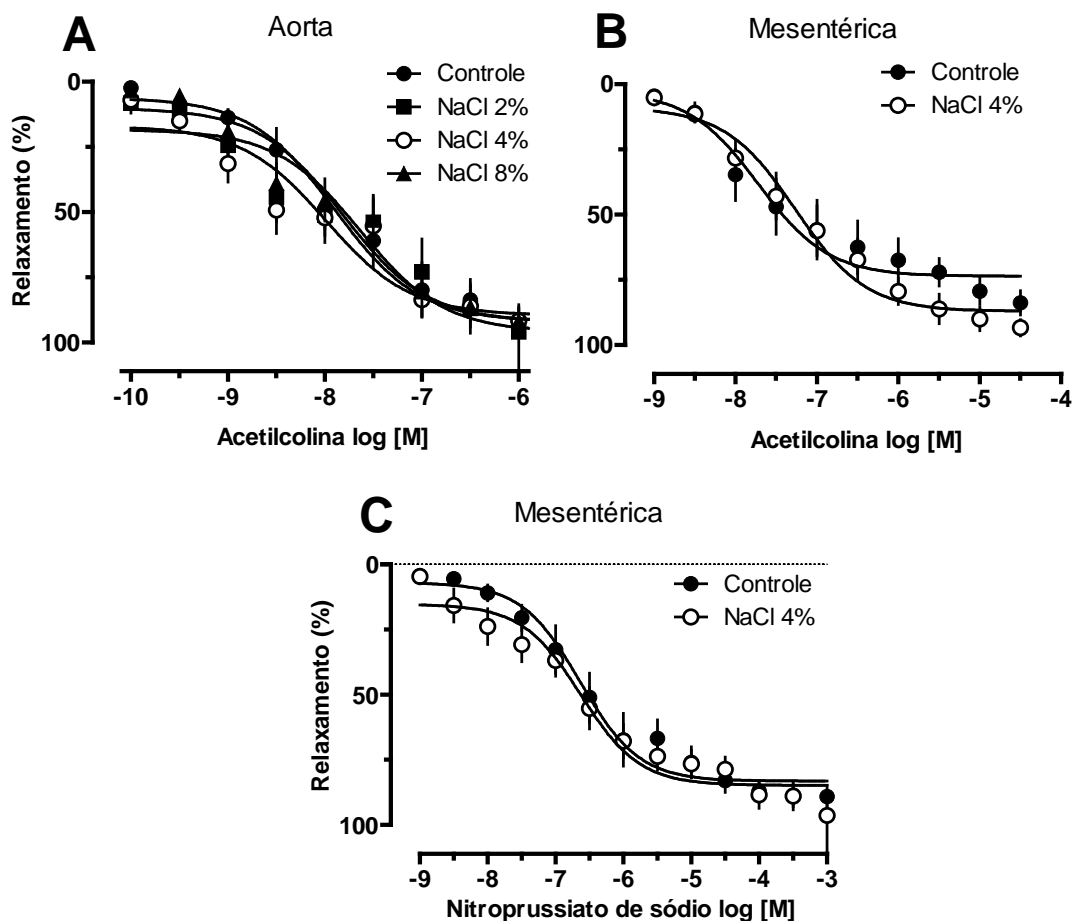 A
Aorta
Controle
NaCl 2%
NaCl 4%
NaCl 8%
Relaxamento (%)
0
50
100
-10
-9
-8
-7
-6
Acetilcolina log [M]
B
Mesentérica
Controle
NaCl 4%
0
50
100
-9
-8
-7
-6
-5
-4
Acetilcolina log [M]
C
Mesentérica
Controle
NaCl 4%
Relaxamento (%)
0
50
100
-9
-8
-7
-6
-5
-4
-3
Nitroprussiato de sódio log [M]